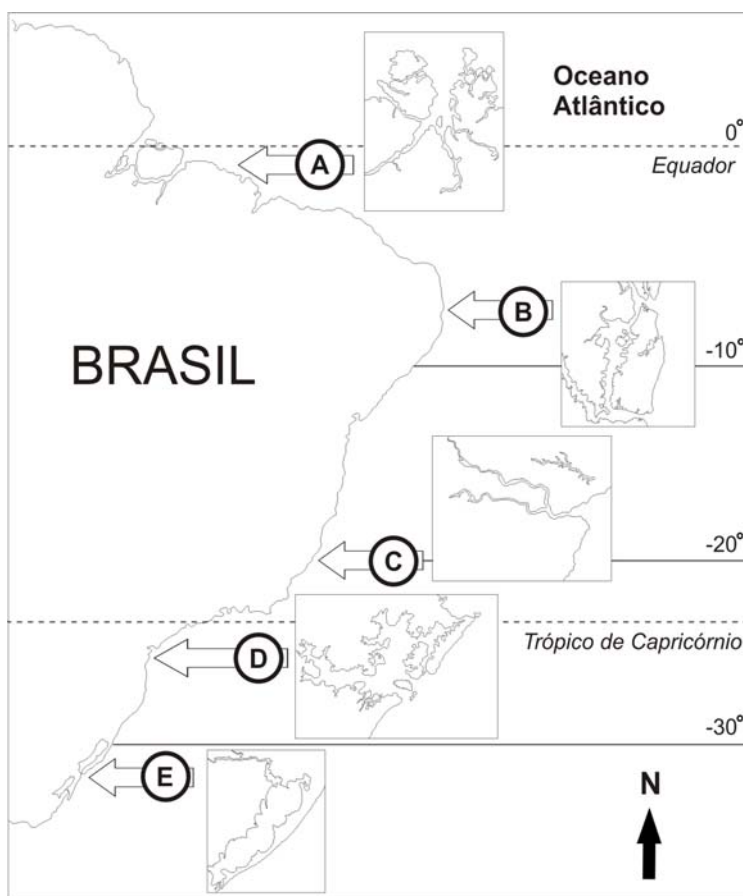 Oceano
Atlântico
0°
Equador
A
B
-10°
BRASIL
C
-20°
Trópico de Capricórnio
D
-30°
E
N